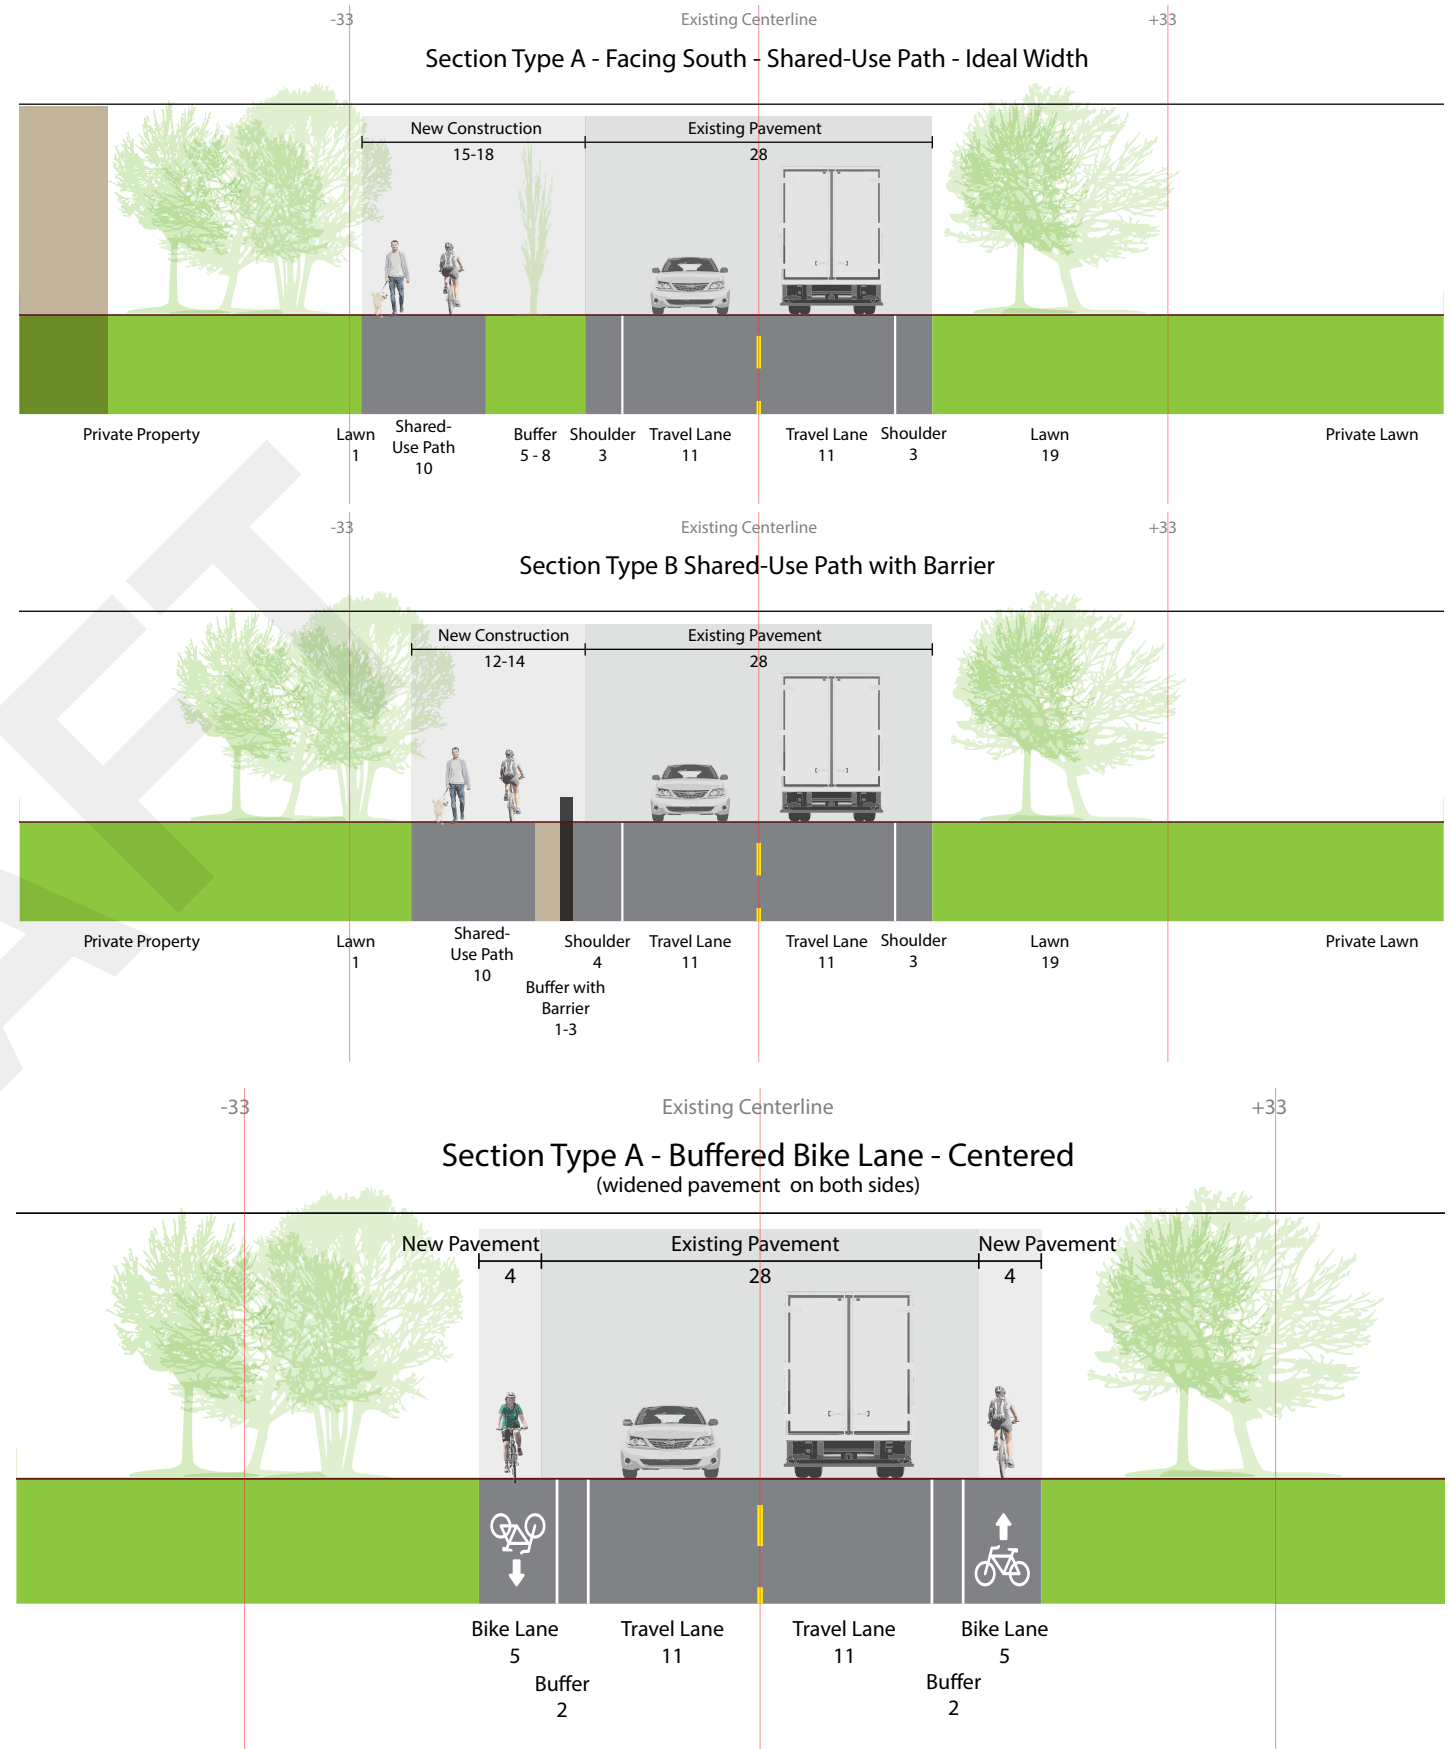 -33 Existing Centerline +33
Section Type A - Facing South - Shared-Use Path - Ideal Width
New Construction Existing Pavement
15-18 28
Private Property Lawn Shared- Buffer Shoulder Travel Lane Travel Lane Shoulder Lawn Private Lawn
1 Use Path 5 - 8 3 11 11 3 19
10
-33 Existing Centerline +33
Section Type B Shared-Use Path with Barrier
New Construction Existing Pavement
12-14 28
Private Property Lawn Shared- Shoulder Travel Lane Travel Lane Shoulder Lawn Private Lawn
1 Use Path 4 11 11 3 19
10
Buffer with
Barrier
1-3
-33 Existing Centerline +33
Section Type A - Buffered Bike Lane - Centered
(widened pavement on both sides)
New Pavement Existing Pavement New Pavement
4 28 4
Bike Lane Travel Lane Travel Lane Bike Lane
5 11 11 5
Buffer Buffer
2 2